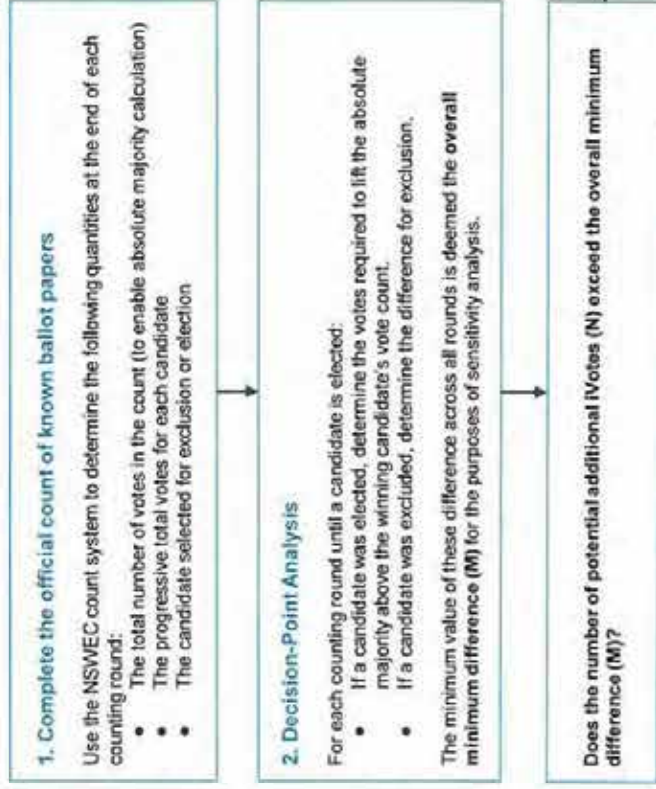 1. Complete the official count of known ballot papers
Use the NSWEC count system to determine the following quantities at the end of each
counting round:
• The total number of votes in the count (to enable absolute majority calculation)
• The progressive total votes for each candidate
• The candidate selected for exclusion or election
2. Decision-Point Analysis
For each counting round until a candidate is elected:
• If a candidate was elected, determine the votes required to lift the absolute
majority above the winning candidate's vote count.
• If a candidate was excluded, determine the difference for exclusion.
The minimum value of these difference across all rounds is deemed the overall
minimum difference (M) for the purposes of sensitivity analysis.
Does the number of potential additional iVotes (N) exceed the overall minimum
difference (M)?